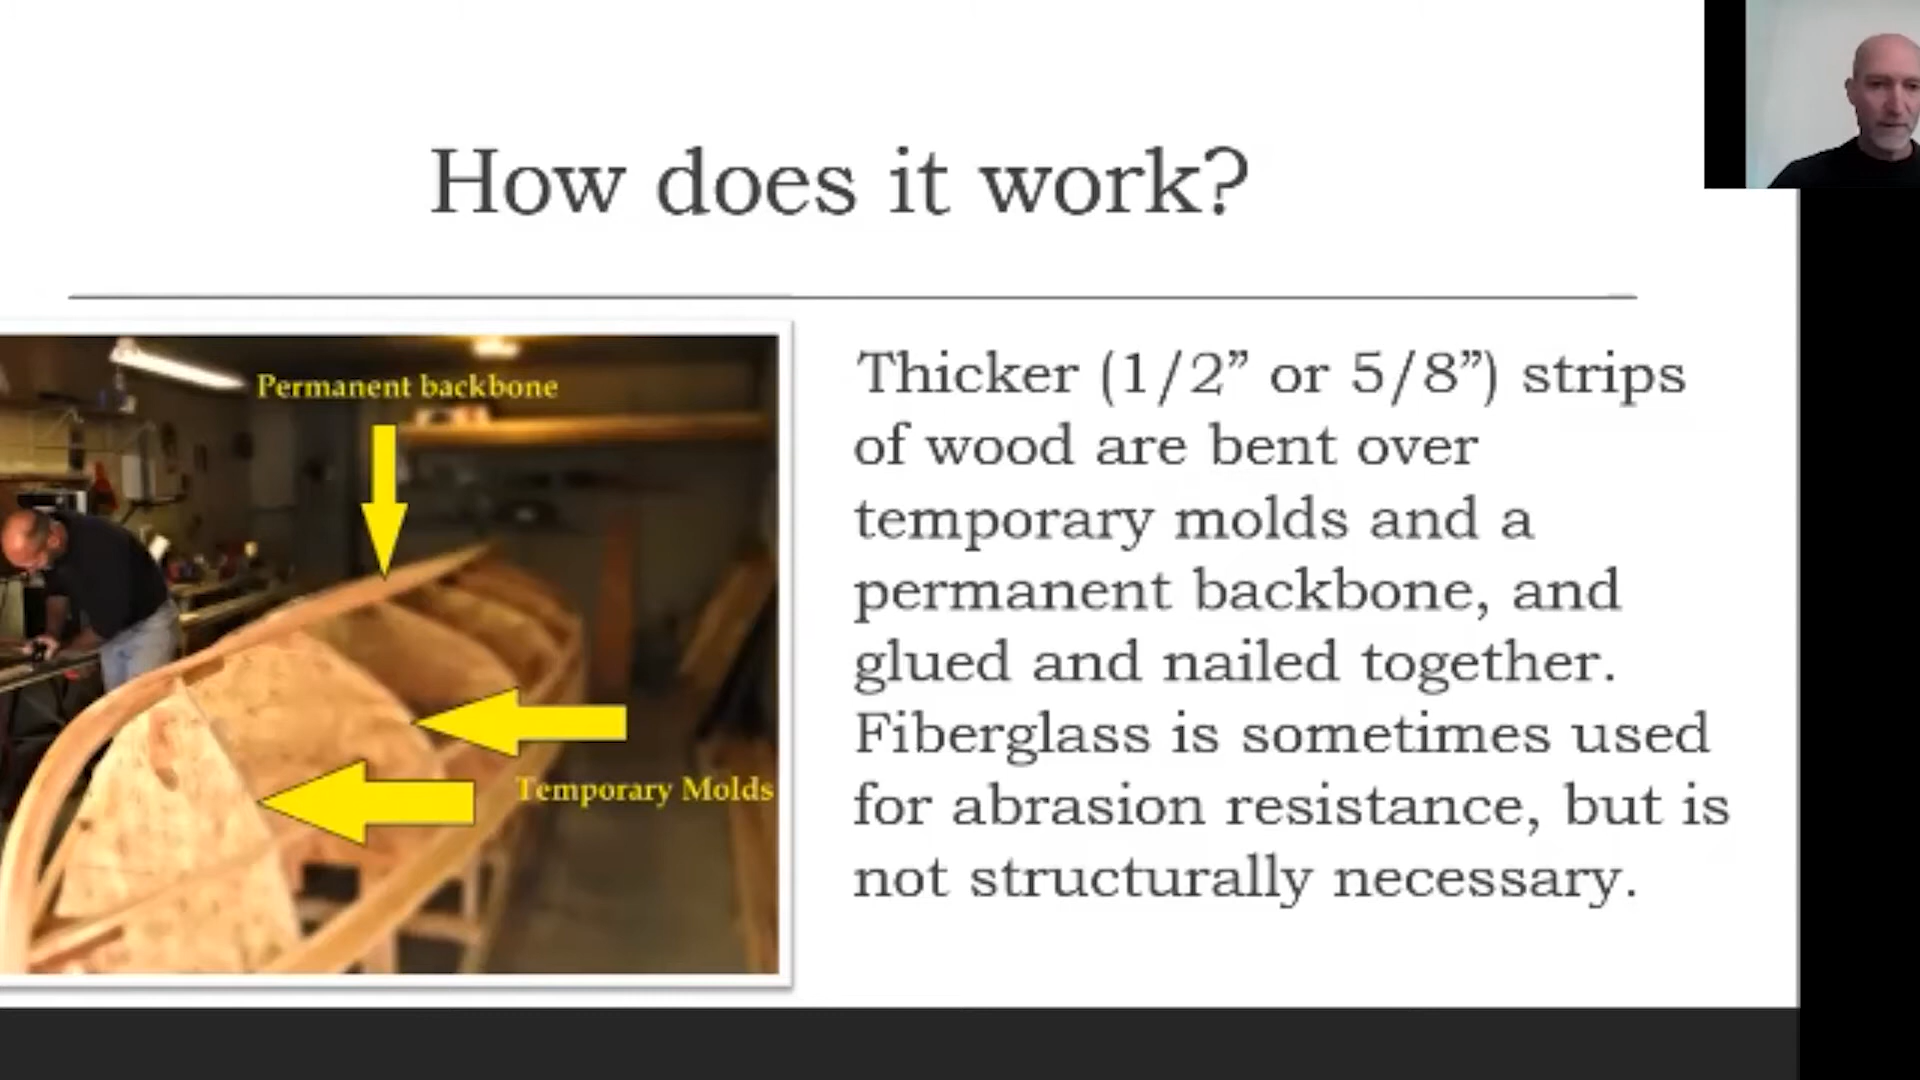 How does it work?
Permanent backbone
Temporary Molds
Thicker (1/2” or 5/8”) strips
of wood are bent over
temporary molds and a
permanent backbone, and
glued and nailed together.
Fiberglass is sometimes used
for abrasion resistance, but is
not structurally necessary.